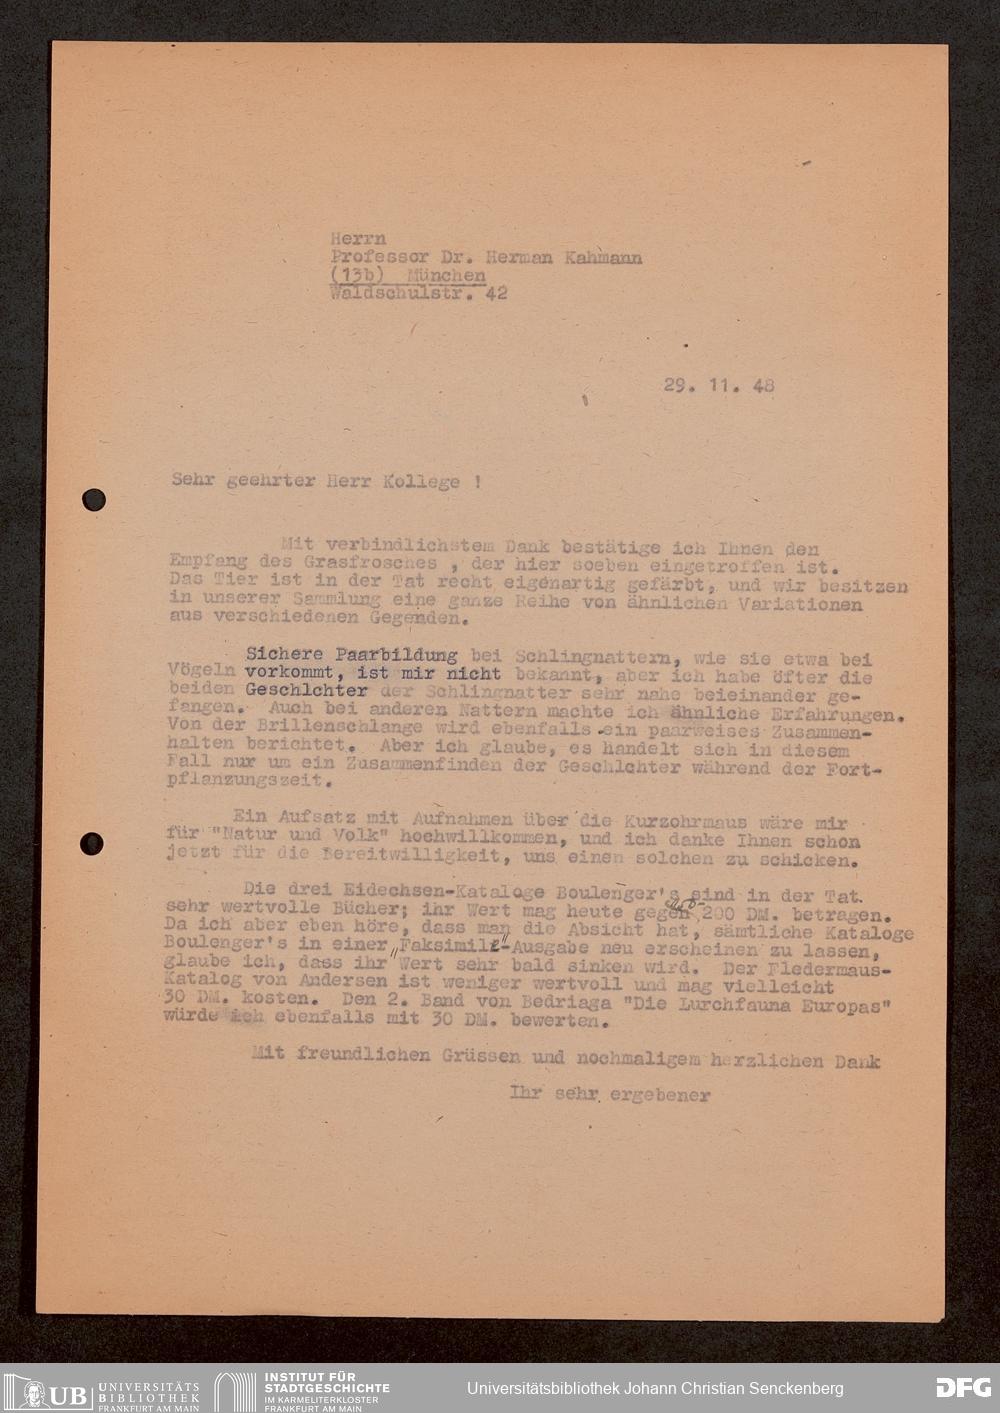 Herrn
Professor Dr. Herman Kahmann
(13b) München
Waldschulstr. 42
29. 11. 48
Sehr geehrter Herr Kollege !
Mit verbindlichstem Dank bestätige ich Ihnen den
Empfang des Grasfrosches , der hier soeben eingetroffen ist.
Das Tier ist in der Tat recht eigenartig gefärbt, und wir besitzen
in unserer Sammlung eine ganze Reihe von ähnlichen Variationen
aus verschiedenen Gegenden.
Sichere Paarbildung bei Schlingnattern, wie sie etwa bei
Vögeln vorkommt, ist mir nicht bekannt, aber ich habe öfter die
beiden Geschlchter der Schlingnatter sehr nahe beieinander ge-
fangen. Auch bei anderen Nattern machte ich ähnliche Erfahrungen.
Von der Brillenschlange wird ebenfalls ein paarweises Zusammen-
halten berichtet. Aber ich glaube, es handelt sich in diesem
Fall nur um ein Zusammenfinden der Geschlchter während der Fort-
pflanzungszeit.
Ein Aufsatz mit Aufnahmen über die Kurzohrmaus wäre mir
für "Natur und Volk" hochwillkommen, und ich danke Ihnen schon
jetzt für die Bereitwilligkeit, uns einen solchen zu schicken.
Die drei Eidechsen-Kataloge Boulenger's sind in der Tat
sehr wertvolle Bücher; ihr Wert mag heute gegen 150-200 DM. betragen.
Da ich aber eben höre, dass man die Absicht hat, sämtliche Kataloge
Boulenger's in einer "Faksimile"-Ausgabe neu erscheinen zu lassen,
glaube ich, dass ihr Wert sehr bald sinken wird. Der Fledermaus-
Katalog von Andersen ist weniger wertvoll und mag vielleicht
30 DM. kosten. Den 2. Band von Bedriaga "Die Lurchfauna Europas"
würde ich ebenfalls mit 30 DM. bewerten.
Mit freundlichen Grüssen und nochmaligem herzlichen Dank
Ihr sehr ergebener
UB UNIVERSITÄTS
BIBLIOTHEK
FRANKFURT AM MAIN
INSTITUT FÜR
STADTGESCHICHTE
IM KARMELITERKLOSTER
FRANKFURT AM MAIN
Universitätsbibliothek Johann Christian Senckenberg
DFG